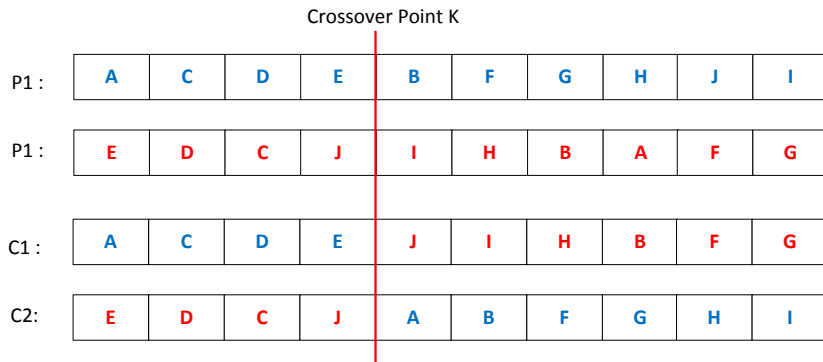 Crossover Point K
P1 : A C D E B F G H J I
P1 : E D C J I H B A F G
C1 : A C D E J I H B F G
C2: E D C J A B F G H I